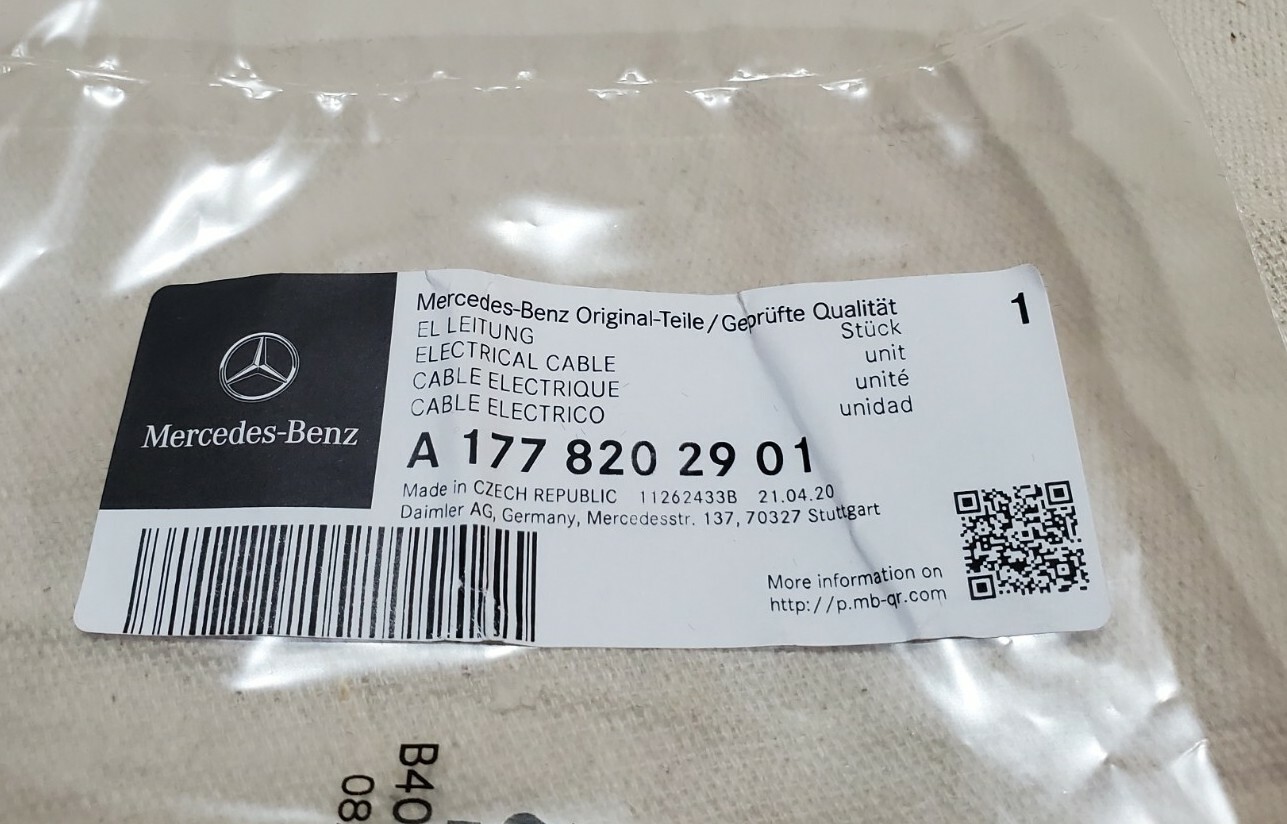 Mercedes-Benz
Mercedes-Benz Original-Teile/Geprüfte Qualität 1
EL LEITUNG Stück
ELECTRICAL CABLE unit
CABLE ELECTRIQUE unité
CABLE ELECTRICO unidad
A 177 820 29 01
Made in CZECH REPUBLIC 11262433B 21.04.20
Daimler AG, Germany, Mercedesstr. 137, 70327 Stuttgart
More information on
http://p.mb-qr.com
B40
08